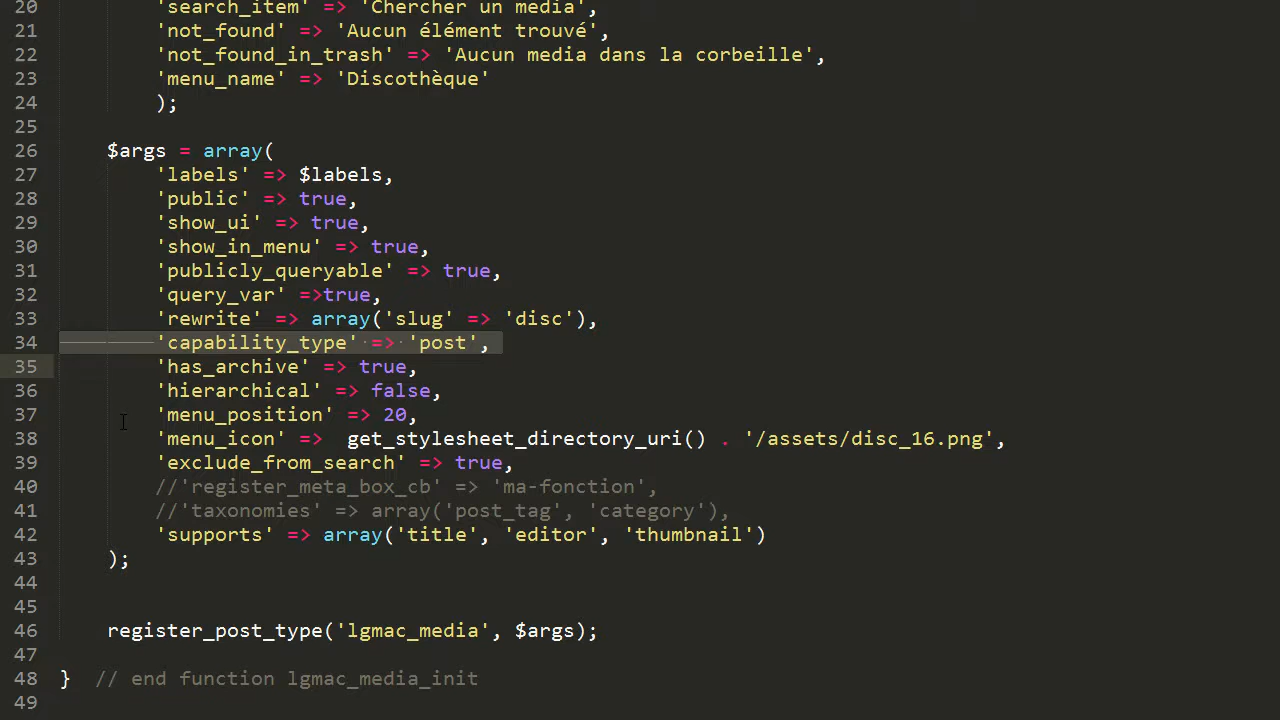 20 'search_item' => 'Chercher un media',
21 'not_found' => 'Aucun élément trouvé',
22 'not_found_in_trash' => 'Aucun media dans la corbeille',
23 'menu_name' => 'Discothèque'
24 );
25
26 $args = array(
27 'labels' => $labels,
28 'public' => true,
29 'show_ui' => true,
30 'show_in_menu' => true,
31 'publicly_queryable' => true,
32 'query_var' =>true,
33 'rewrite' => array('slug' => 'disc'),
34 'capability_type' => 'post',
35 'has_archive' => true,
36 'hierarchical' => false,
37 'menu_position' => 20,
38 'menu_icon' =>  get_stylesheet_directory_uri() . '/assets/disc_16.png',
39 'exclude_from_search' => true,
40 //'register_meta_box_cb' => 'ma-fonction',
41 //'taxonomies' => array('post_tag', 'category'),
42 'supports' => array('title', 'editor', 'thumbnail')
43 );
44
45
46 register_post_type('lgmac_media', $args);
47
48 }  // end function lgmac_media_init
49